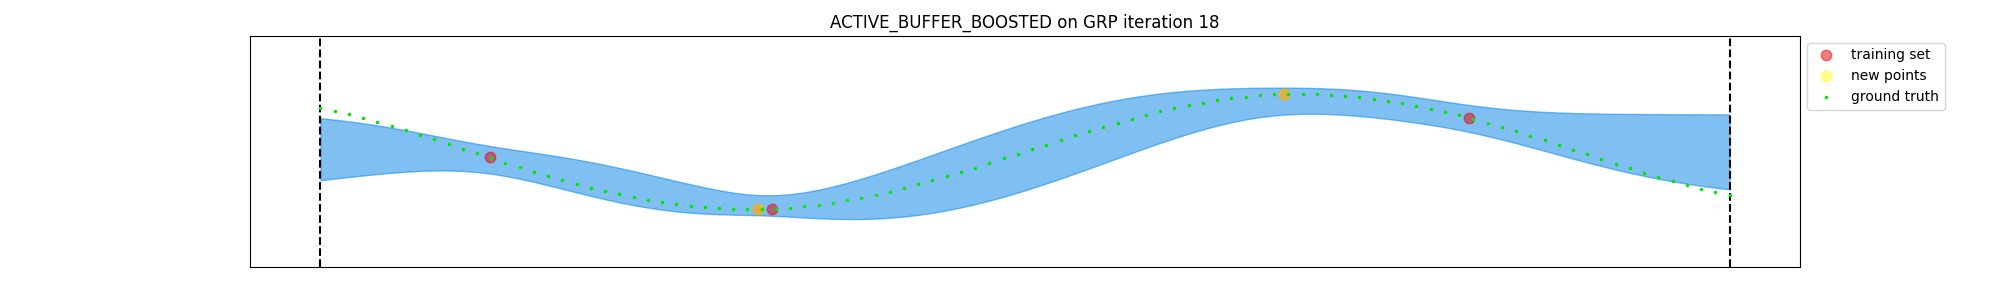 ACTIVE_BUFFER_BOOSTED on GRP iteration 18
training set
new points
ground truth